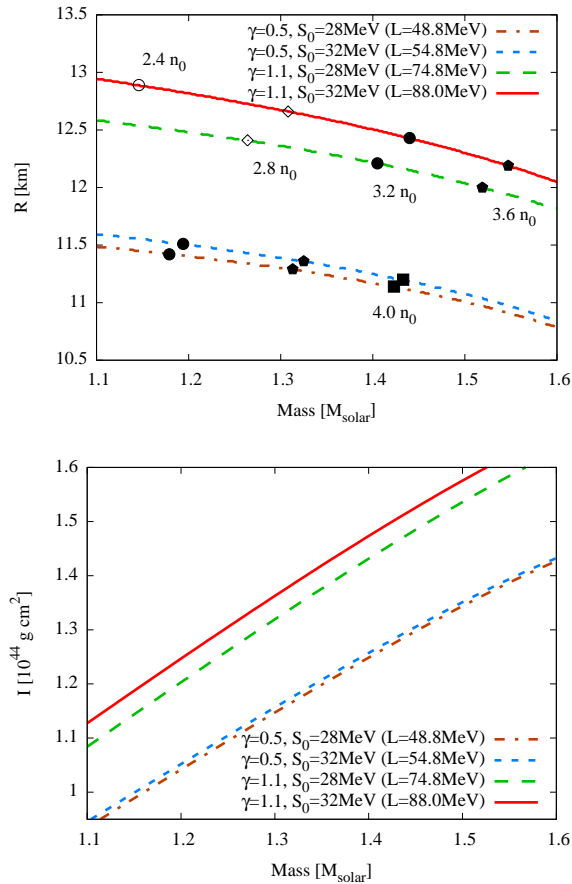 γ=0.5, S0=28MeV (L=48.8MeV)
γ=0.5, S0=32MeV (L=54.8MeV)
γ=1.1, S0=28MeV (L=74.8MeV)
γ=1.1, S0=32MeV (L=88.0MeV)
2.4 n0
2.8 n0
3.2 n0
3.6 n0
4.0 n0
13.5
13
12.5
12
11.5
11
10.5
R [km]
1.1 1.2 1.3 1.4 1.5 1.6
Mass [Msolar]
1.6
1.5
1.4
1.3
1.2
1.1
1
I [10^44 g cm^2]
γ=0.5, S0=28MeV (L=48.8MeV)
γ=0.5, S0=32MeV (L=54.8MeV)
γ=1.1, S0=28MeV (L=74.8MeV)
γ=1.1, S0=32MeV (L=88.0MeV)
1.1 1.2 1.3 1.4 1.5 1.6
Mass [Msolar]